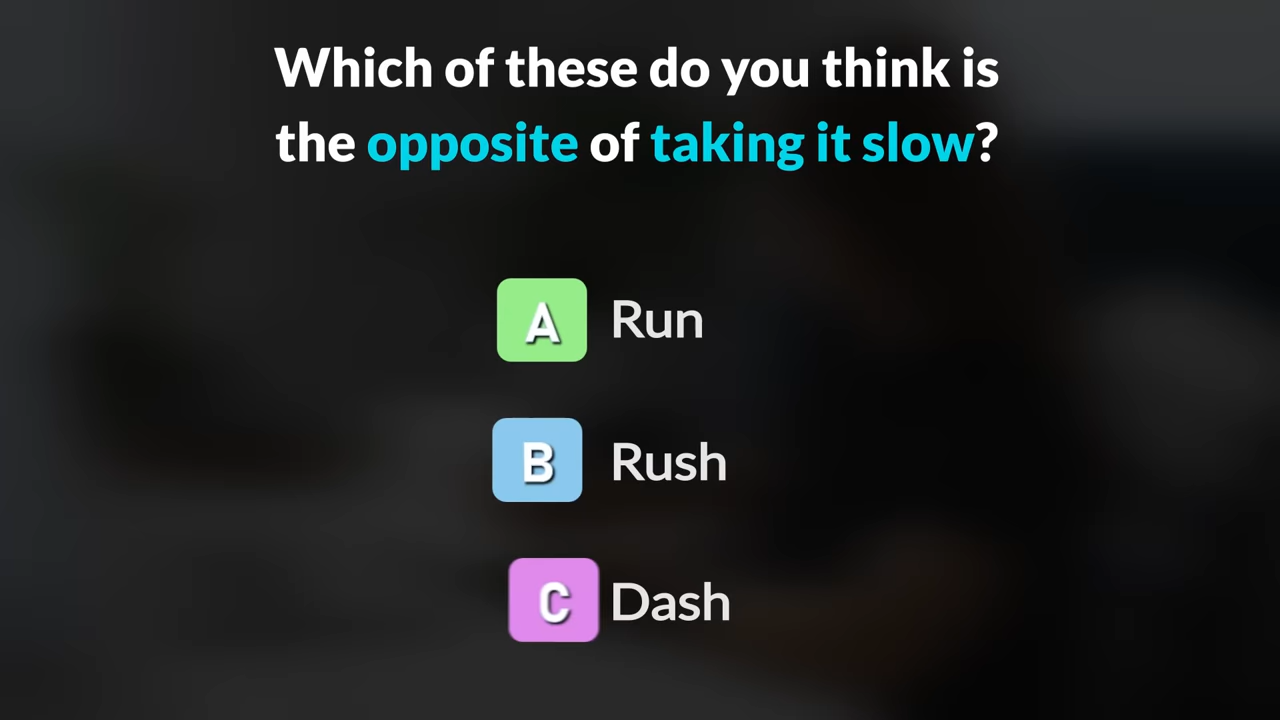 Which of these do you think is
the opposite of taking it slow?
A Run
B Rush
C Dash